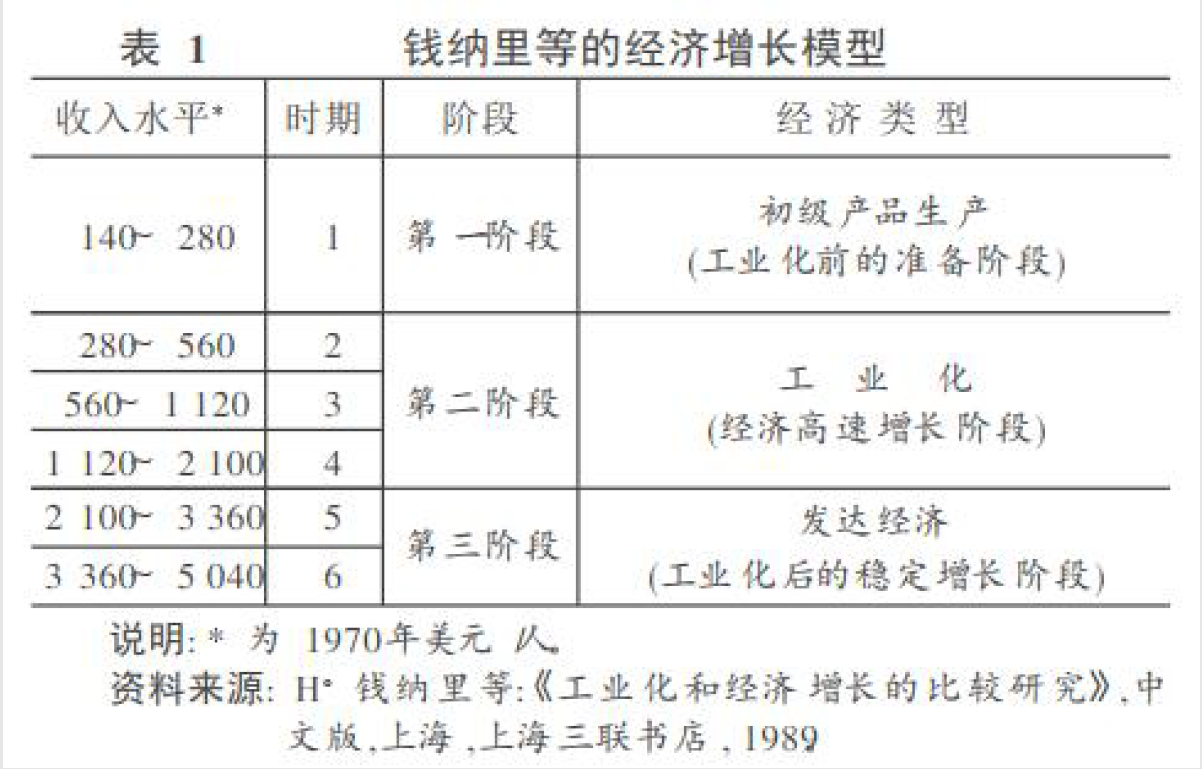 表 1 钱纳里等的经济增长模型
收入水平* 时期 阶段 经济类型
140~ 280 1 第一阶段 初级产品生产
(工业化前的准备阶段)
280~ 560 2 第二阶段 工业化
560~ 1 120 3 (经济高速增长阶段)
1 120~ 2 100 4
2 100~ 3 360 5 第三阶段 发达经济
3 360~ 5 040 6 (工业化后的稳定增长阶段)
说明: * 为 1970年美元 /人。
资料来源: H· 钱纳里等:《工业化和经济增长的比较研究》,中
文版,上海,上海三联书店, 1989